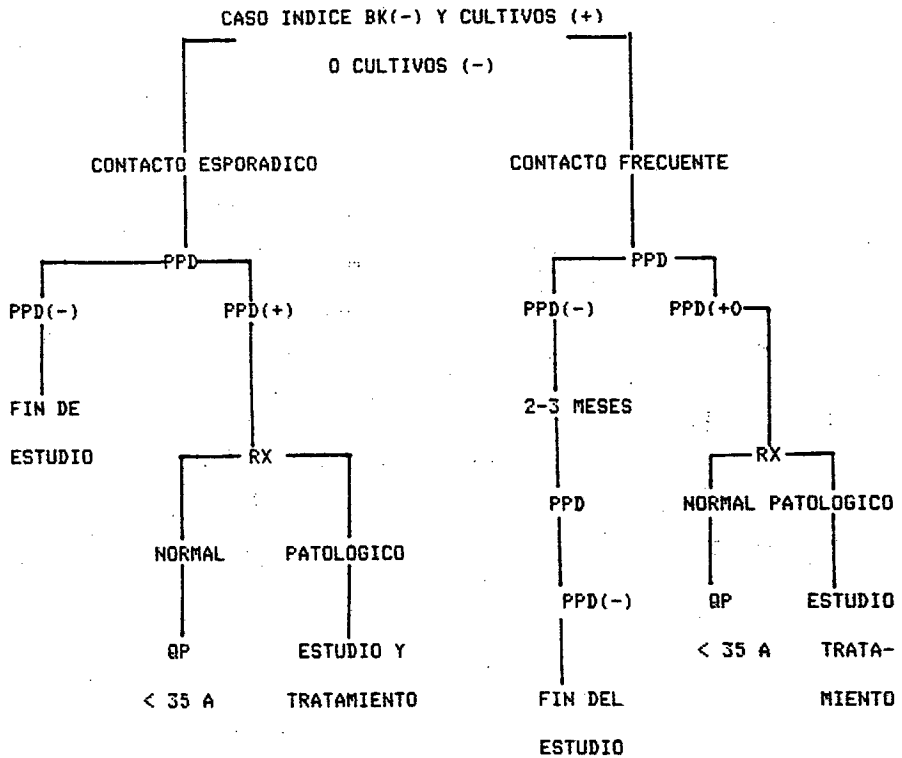 CASO INDICE BK(-) Y CULTIVOS (+)
O CULTIVOS (-)
CONTACTO ESPORADICO
CONTACTO FRECUENTE
PPD
PPD
PPD(-)
PPD(+)
PPD(-)
PPD(+0
FIN DE
ESTUDIO
2-3 MESES
RX
RX
PPD
NORMAL
PATOLOGICO
NORMAL
PATOLOGICO
PPD(-)
QP
< 35 A
ESTUDIO Y
TRATAMIENTO
QP
< 35 A
ESTUDIO
TRATA-
MIENTO
FIN DEL
ESTUDIO